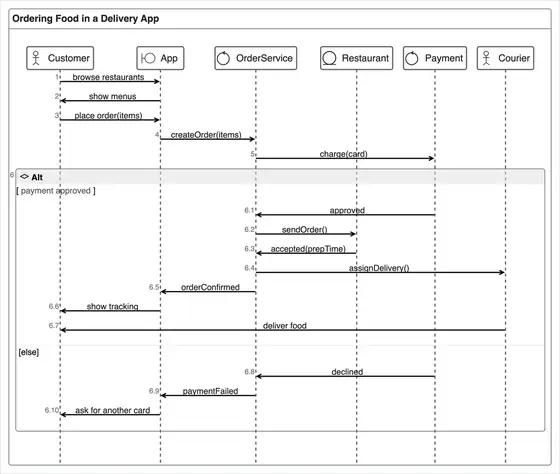 Ordering Food in a Delivery App
Customer App OrderService Restaurant Payment Courier
1 browse restaurants
2 show menus
3 place order(items)
4 createOrder(items)
5 charge(card)
6 Alt
[ payment approved ]
6.1 approved
6.2 sendOrder()
6.3 accepted(prepTime)
6.4 assignDelivery()
6.5 orderConfirmed
6.6 show tracking
6.7 deliver food
[else]
6.8 declined
6.9 paymentFailed
6.10 ask for another card